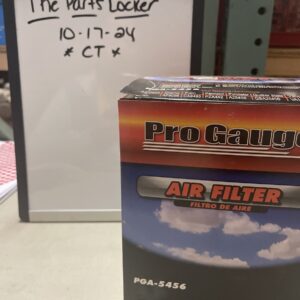 The Parts Locker
10-17-24
* CT *
Pro Gauge
AIR FILTER
FILTRO DE AIRE
PGA-5456